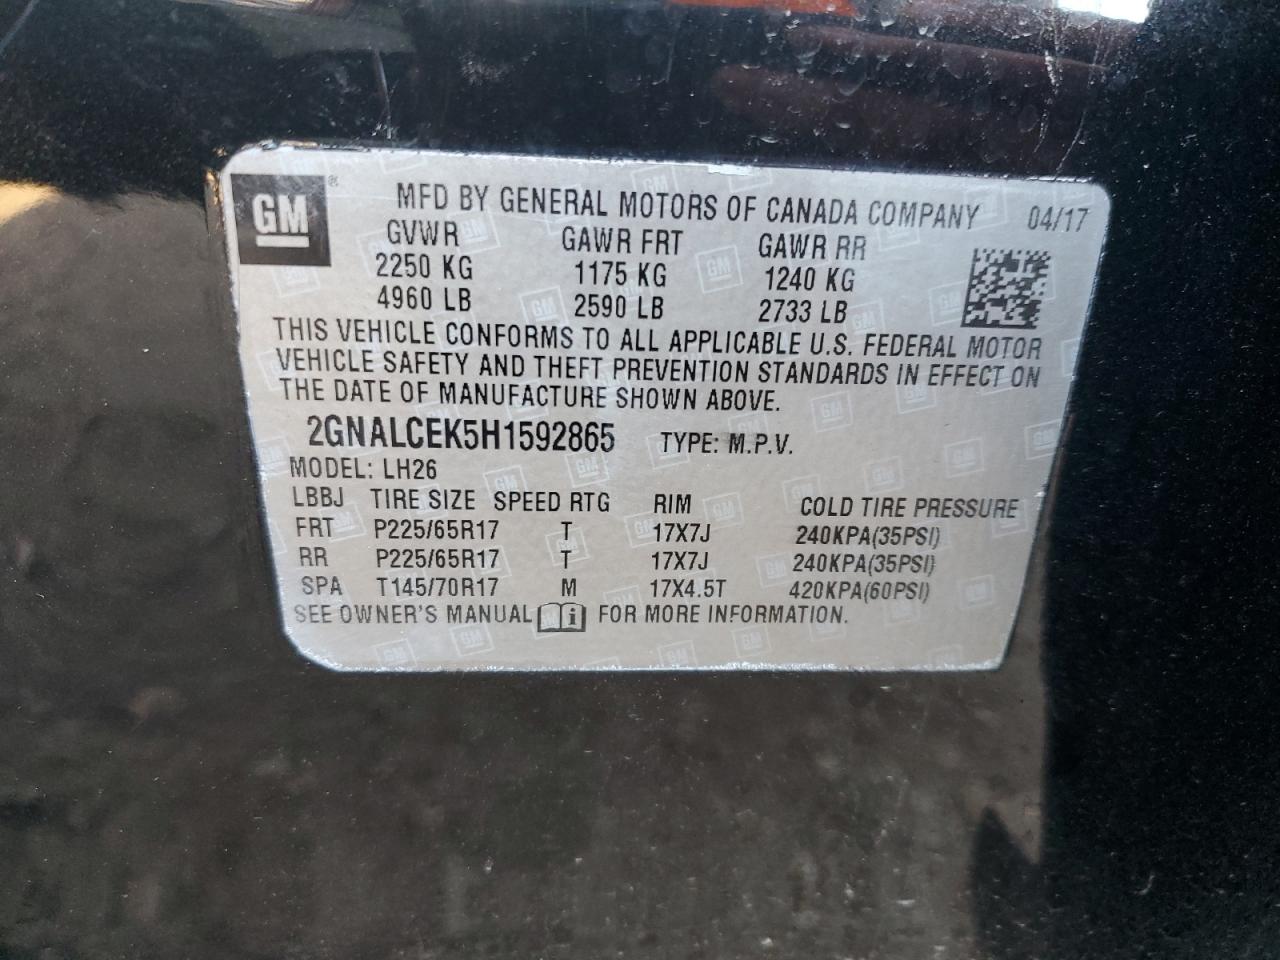 GM ® MFD BY GENERAL MOTORS OF CANADA COMPANY 04/17
GVWR GAWR FRT GAWR RR
2250 KG 1175 KG 1240 KG
4960 LB 2590 LB 2733 LB
THIS VEHICLE CONFORMS TO ALL APPLICABLE U.S. FEDERAL MOTOR
VEHICLE SAFETY AND THEFT PREVENTION STANDARDS IN EFFECT ON
THE DATE OF MANUFACTURE SHOWN ABOVE.
2GNALCEK5H1592865 TYPE: M.P.V.
MODEL: LH26
LBBJ TIRE SIZE SPEED RTG RIM COLD TIRE PRESSURE
FRT P225/65R17 T 17X7J 240KPA(35PSI)
RR P225/65R17 T 17X7J 240KPA(35PSI)
SPA T145/70R17 M 17X4.5T 420KPA(60PSI)
SEE OWNER'S MANUAL i FOR MORE INFORMATION.